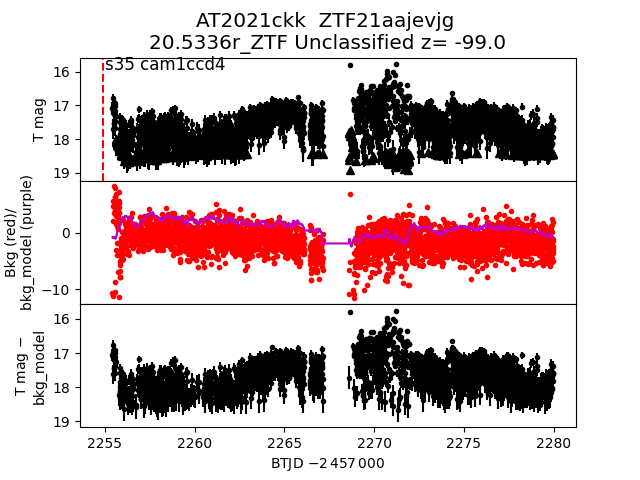 AT2021ckk  ZTF21aajevjg
20.5336r_ZTF Unclassified z= -99.0
s35 cam1ccd4
16
17
18
19
T mag
0
−10
Bkg (red)/
bkg_model (purple)
16
17
18
19
T mag −
bkg_model
2255
2260
2265
2270
2275
2280
BTJD −2 457 000